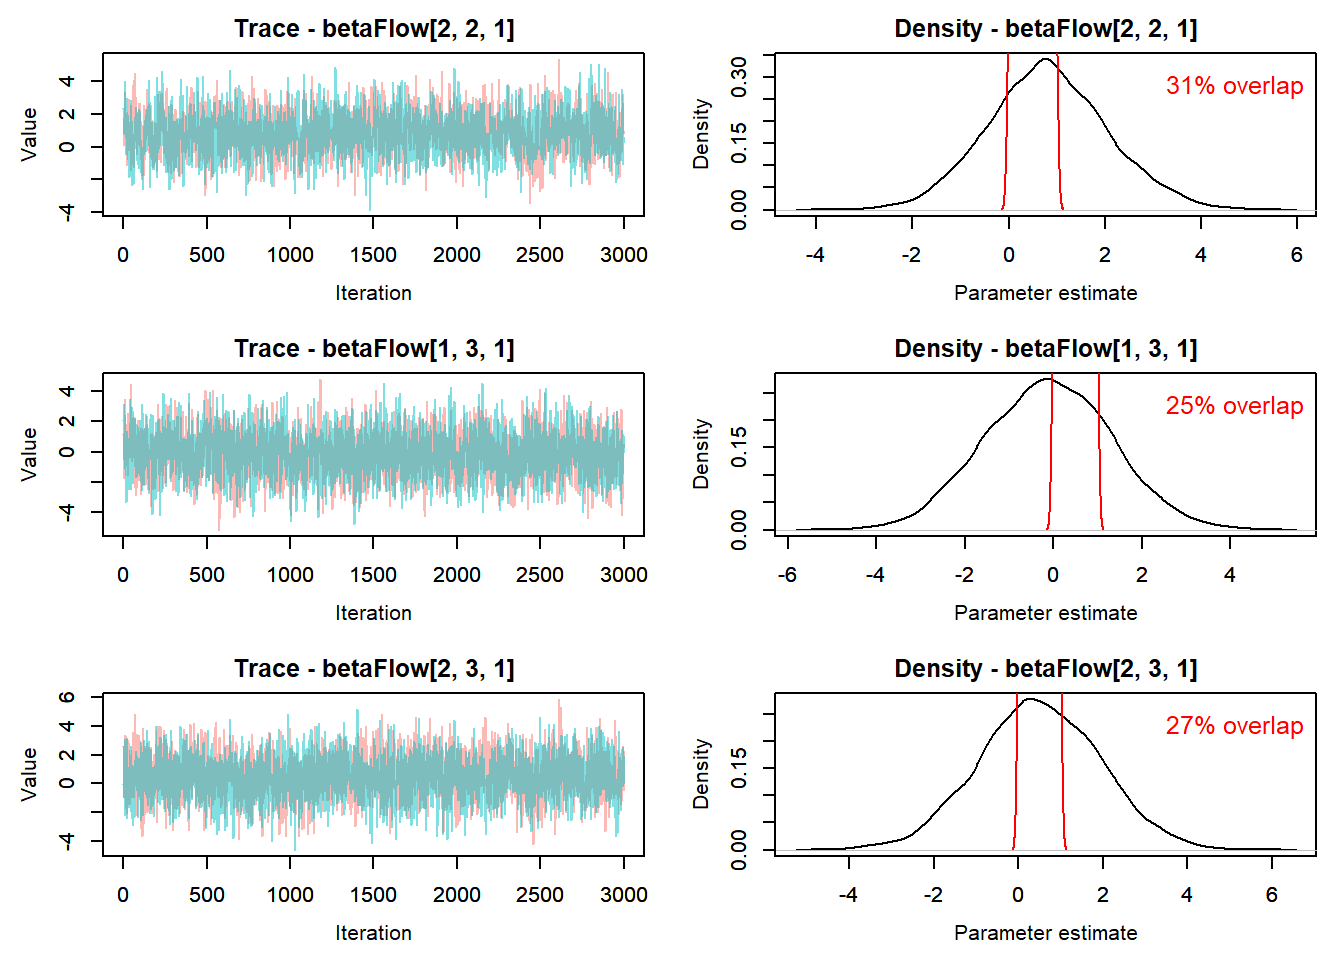 Trace - betaFlow[2, 2, 1]
Value
-4 0 2 4
0 500 1000 1500 2000 2500 3000
Iteration
Density - betaFlow[2, 2, 1]
31% overlap
Density
0.00 0.15 0.30
-4 -2 0 2 4 6
Parameter estimate
Trace - betaFlow[1, 3, 1]
Value
-4 0 2 4
0 500 1000 1500 2000 2500 3000
Iteration
Density - betaFlow[1, 3, 1]
25% overlap
Density
0.00 0.15
-6 -4 -2 0 2 4
Parameter estimate
Trace - betaFlow[2, 3, 1]
Value
-4 0 2 4 6
0 500 1000 1500 2000 2500 3000
Iteration
Density - betaFlow[2, 3, 1]
27% overlap
Density
0.00 0.15
-4 -2 0 2 4 6
Parameter estimate